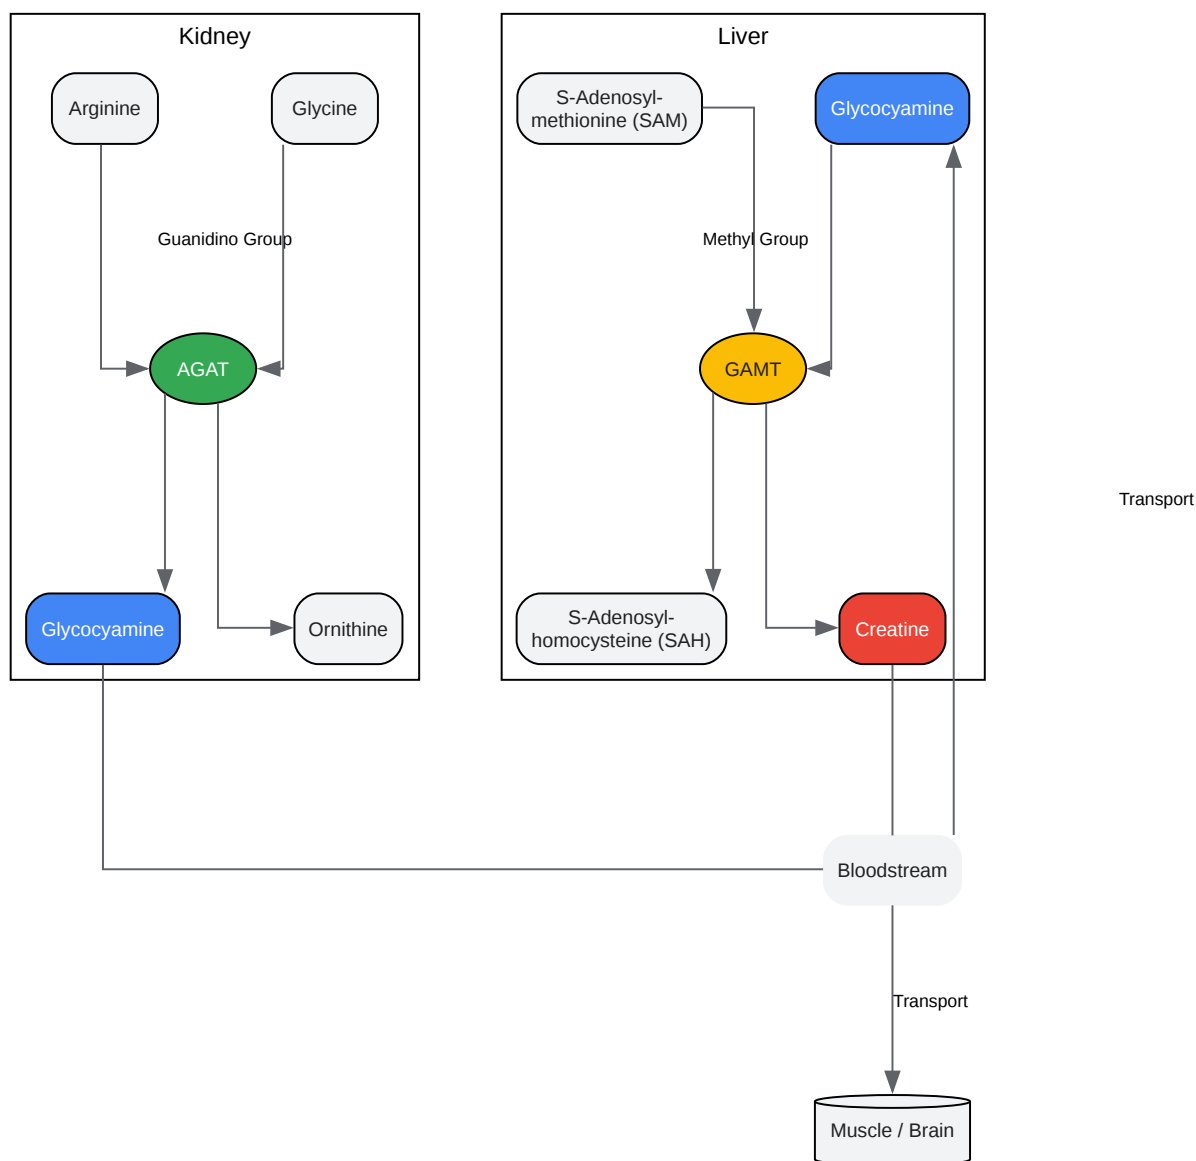 Kidney
Liver
Arginine
Glycine
S-Adenosyl-
methionine (SAM)
Glycocyamine
Guanidino Group
Methyl Group
AGAT
GAMT
Transport
Glycocyamine
Ornithine
S-Adenosyl-
homocysteine (SAH)
Creatine
Bloodstream
Transport
Muscle / Brain